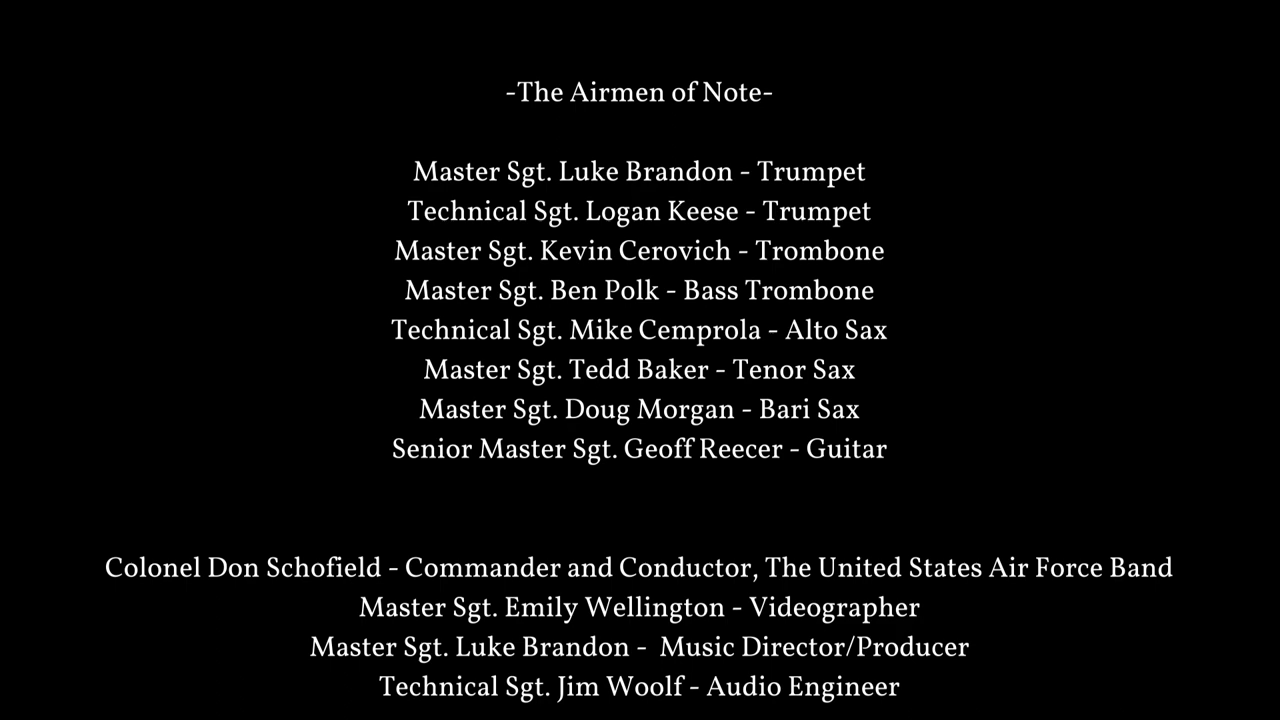 -The Airmen of Note-
Master Sgt. Luke Brandon - Trumpet
Technical Sgt. Logan Keese - Trumpet
Master Sgt. Kevin Cerovich - Trombone
Master Sgt. Ben Polk - Bass Trombone
Technical Sgt. Mike Cemprola - Alto Sax
Master Sgt. Tedd Baker - Tenor Sax
Master Sgt. Doug Morgan - Bari Sax
Senior Master Sgt. Geoff Reecer - Guitar
Colonel Don Schofield - Commander and Conductor, The United States Air Force Band
Master Sgt. Emily Wellington - Videographer
Master Sgt. Luke Brandon -  Music Director/Producer
Technical Sgt. Jim Woolf - Audio Engineer